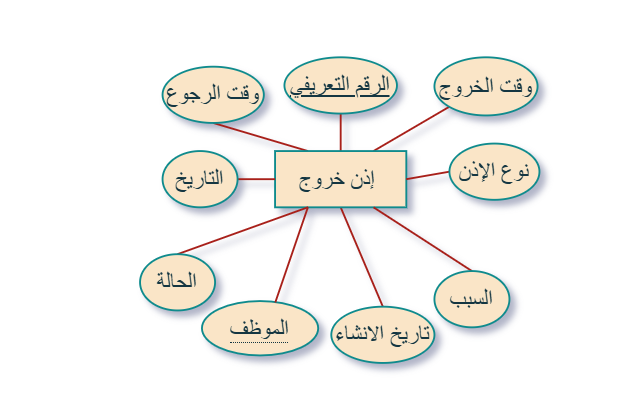 وقت الخروج
الرقم التعريفي
وقت الرجوع
نوع الإذن
إذن خروج
التاريخ
الحالة
السبب
الموظف
تاريخ الانشاء